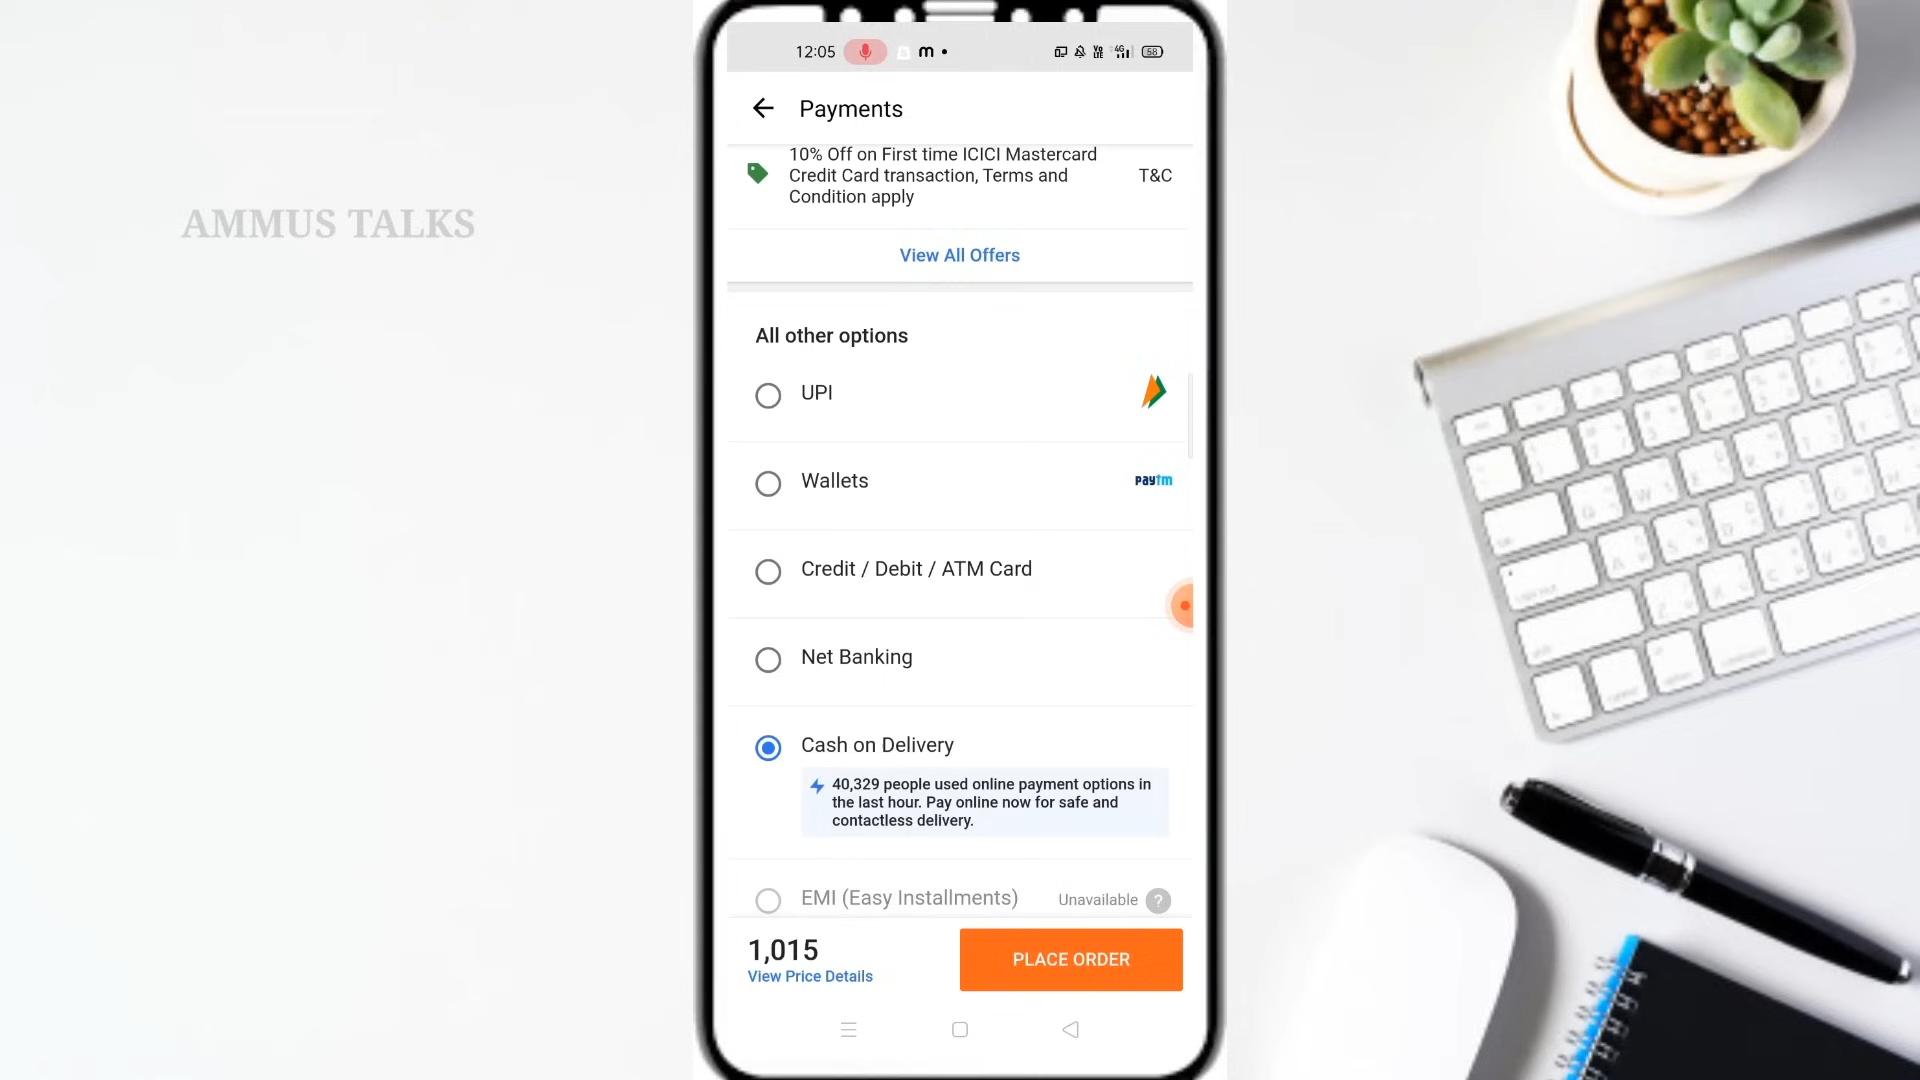 12:05 m 4G 58
Payments
10% Off on First time ICICI Mastercard
Credit Card transaction, Terms and
Condition apply
T&C
AMMUS TALKS
View All Offers
All other options
UPI
Wallets
paytm
Credit / Debit / ATM Card
Net Banking
Cash on Delivery
40,329 people used online payment options in
the last hour. Pay online now for safe and
contactless delivery.
EMI (Easy Installments) Unavailable ?
1,015
View Price Details
PLACE ORDER